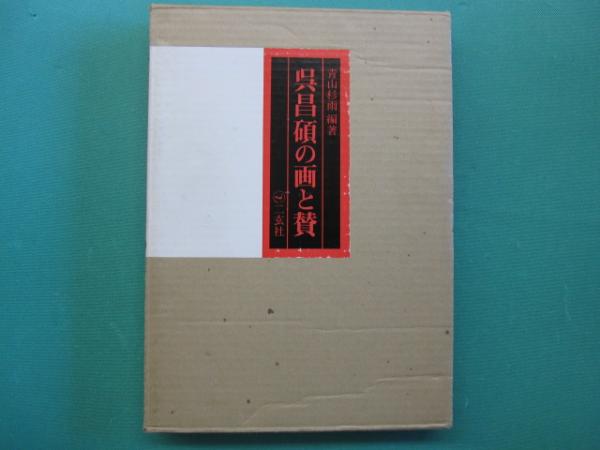 青山杉雨 編著
呉昌碩の画と賛
二玄社